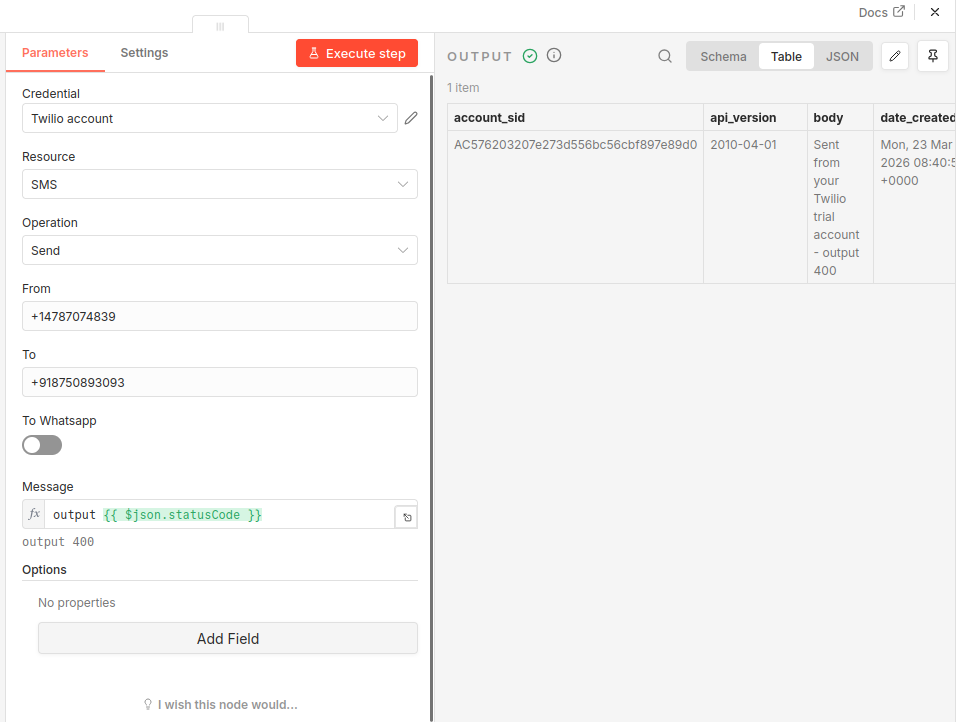 Docs
Parameters
Settings
Execute step
Credential
Twilio account
Resource
SMS
Operation
Send
From
+14787074839
To
+918750893093
To Whatsapp
Message
fx output {{ $json.statusCode }}
output 400
Options
No properties
Add Field
I wish this node would...
OUTPUT
Schema Table JSON
1 item
account_sid api_version body date_created
AC576203207e273d556bc56cbf897e89d0 2010-04-01 Sent Mon, 23 Mar
from 2026 08:40:5
your +0000
Twilio
trial
account
- output
400